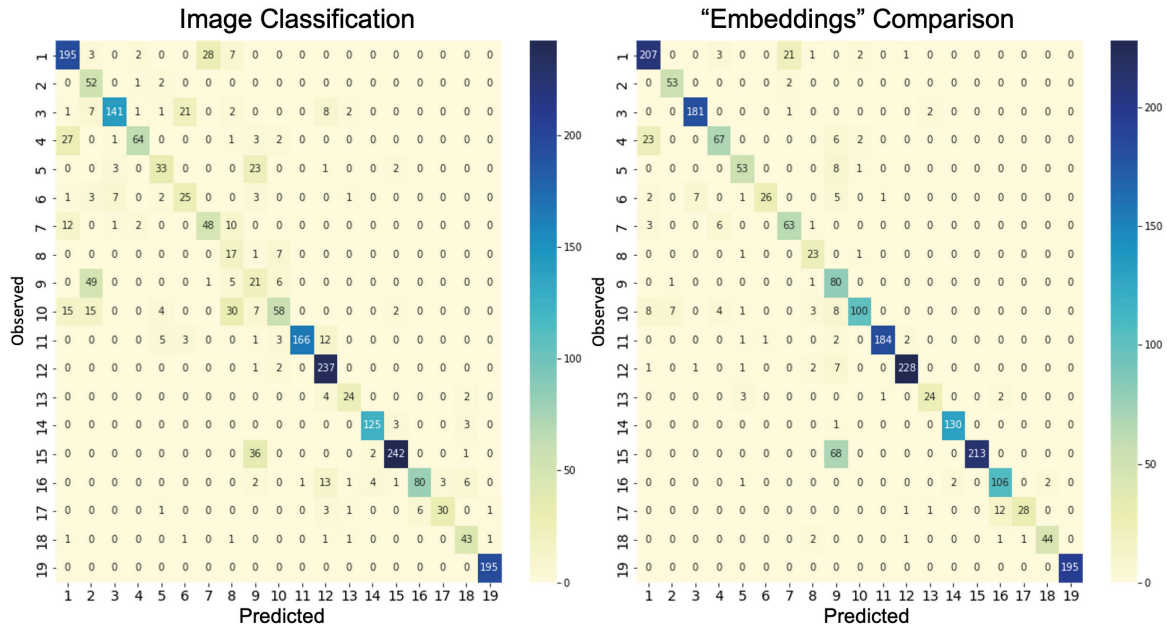 Image Classification
1 195 3 0 2 0 0 28 7 0 0 0 0 0 0 0 0 0 0 0
2 0 52 0 1 2 0 0 0 0 0 0 0 0 0 0 0 0 0 0
3 1 7 141 1 1 21 0 2 0 0 0 8 2 0 0 0 0 0 0
4 27 0 1 64 0 0 0 1 3 2 0 0 0 0 0 0 0 0 0
5 0 0 3 0 33 0 0 0 23 0 0 1 0 0 2 0 0 0 0
6 1 3 7 0 2 25 0 0 3 0 0 0 1 0 0 0 0 0 0
7 12 0 1 2 0 0 48 10 0 0 0 0 0 0 0 0 0 0 0
8 0 0 0 0 0 0 0 17 1 7 0 0 0 0 0 0 0 0 0
9 0 49 0 0 0 0 1 5 21 6 0 0 0 0 0 0 0 0 0
10 15 15 0 0 4 0 0 30 7 58 0 0 0 0 2 0 0 0 0
11 0 0 0 0 5 3 0 0 1 3 166 12 0 0 0 0 0 0 0
12 0 0 0 0 0 0 0 0 1 2 0 237 0 0 0 0 0 0 0
13 0 0 0 0 0 0 0 0 0 0 0 4 24 0 0 0 0 2 0
14 0 0 0 0 0 0 0 0 0 0 0 0 0 125 3 0 0 3 0
15 0 0 0 0 0 0 0 0 36 0 0 0 0 2 242 0 0 1 0
16 0 0 0 0 0 0 0 0 2 0 1 13 1 4 1 80 3 6 0
17 0 0 0 0 1 0 0 0 0 0 0 3 1 0 0 6 30 0 1
18 1 0 0 0 0 1 0 1 0 0 0 1 1 0 0 0 0 43 1
19 0 0 0 0 0 0 0 0 0 0 0 0 0 0 0 0 0 0 195
1 2 3 4 5 6 7 8 9 10 11 12 13 14 15 16 17 18 19
Observed
Predicted
200
150
100
50
0
“Embeddings” Comparison
1 207 0 0 3 0 0 21 1 0 2 0 1 0 0 0 0 0 0 0
2 0 53 0 0 0 0 2 0 0 0 0 0 0 0 0 0 0 0 0
3 0 0 181 0 0 0 1 0 0 0 0 0 2 0 0 0 0 0 0
4 23 0 0 67 0 0 0 0 6 2 0 0 0 0 0 0 0 0 0
5 0 0 0 0 53 0 0 0 8 1 0 0 0 0 0 0 0 0 0
6 2 0 7 0 1 26 0 0 5 0 1 0 0 0 0 0 0 0 0
7 3 0 0 6 0 0 63 1 0 0 0 0 0 0 0 0 0 0 0
8 0 0 0 0 1 0 0 23 0 1 0 0 0 0 0 0 0 0 0
9 0 1 0 0 0 0 0 1 80 0 0 0 0 0 0 0 0 0 0
10 8 7 0 4 1 0 0 3 8 100 0 0 0 0 0 0 0 0 0
11 0 0 0 0 1 1 0 0 2 0 184 2 0 0 0 0 0 0 0
12 1 0 1 0 1 0 0 2 7 0 0 228 0 0 0 0 0 0 0
13 0 0 0 0 3 0 0 0 0 0 1 0 24 0 0 2 0 0 0
14 0 0 0 0 0 0 0 0 1 0 0 0 0 130 0 0 0 0 0
15 0 0 0 0 0 0 0 0 68 0 0 0 0 0 213 0 0 0 0
16 0 0 0 0 1 0 0 0 0 0 0 0 0 2 0 106 0 2 0
17 0 0 0 0 0 0 0 0 0 0 0 1 1 0 0 12 28 0 0
18 0 0 0 0 0 0 0 2 0 0 0 1 0 0 0 1 1 44 0
19 0 0 0 0 0 0 0 0 0 0 0 0 0 0 0 0 0 0 195
1 2 3 4 5 6 7 8 9 10 11 12 13 14 15 16 17 18 19
Observed
Predicted
200
150
100
50
0